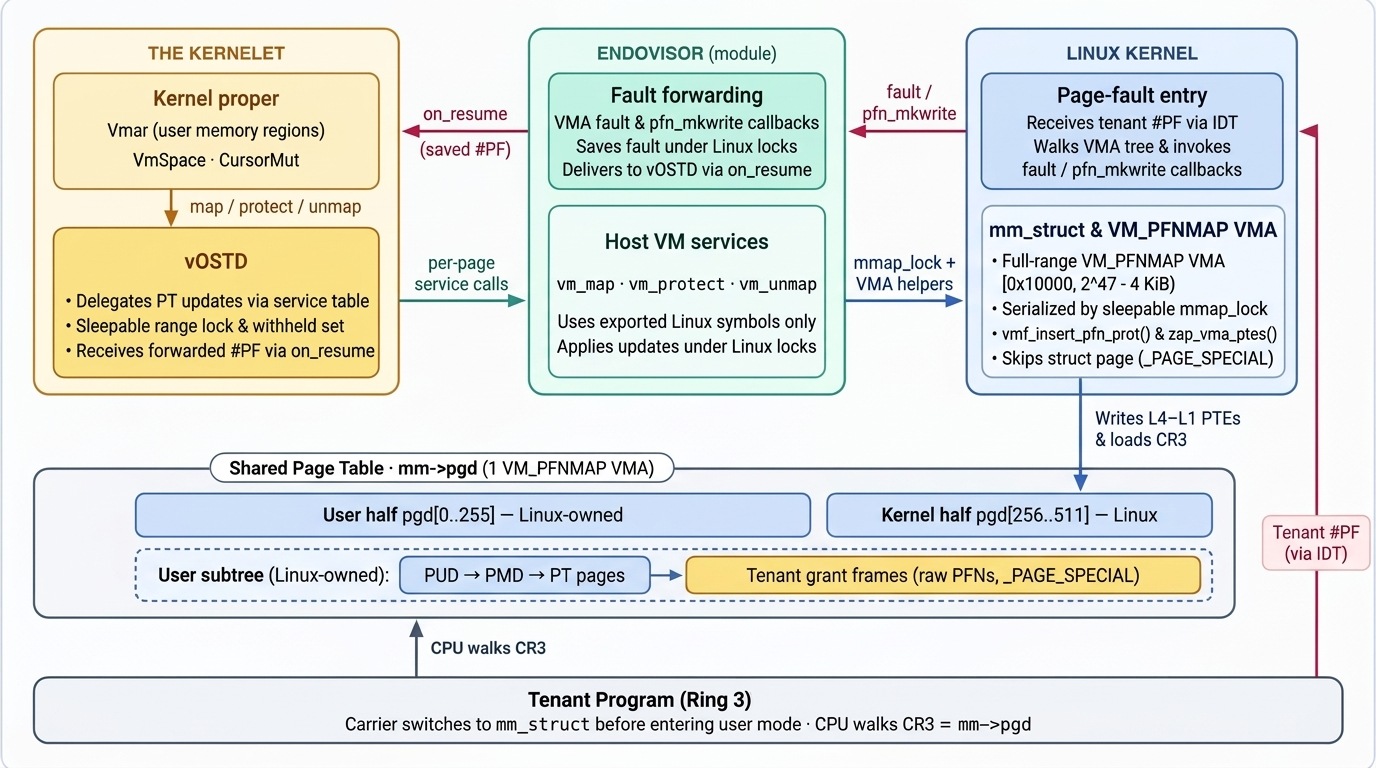 THE KERNELET
Kernel proper
Vmar (user memory regions)
VmSpace · CursorMut
map / protect / unmap
vOSTD
• Delegates PT updates via service table
• Sleepable range lock & withheld set
• Receives forwarded #PF via on_resume
on_resume
(saved #PF)
per-page
service calls
ENDOVISOR (module)
Fault forwarding
VMA fault & pfn_mkwrite callbacks
Saves fault under Linux locks
Delivers to vOSTD via on_resume
Host VM services
vm_map · vm_protect · vm_unmap
Uses exported Linux symbols only
Applies updates under Linux locks
fault /
pfn_mkwrite
mmap_lock +
VMA helpers
LINUX KERNEL
Page-fault entry
Receives tenant #PF via IDT
Walks VMA tree & invokes
fault / pfn_mkwrite callbacks
mm_struct & VM_PFNMAP VMA
• Full-range VM_PFNMAP VMA
[0x10000, 2^47 - 4 KiB)
• Serialized by sleepable mmap_lock
• vmf_insert_pfn_prot() & zap_vma_ptes()
• Skips struct page (_PAGE_SPECIAL)
Writes L4–L1 PTEs
& loads CR3
Shared Page Table · mm->pgd (1 VM_PFNMAP VMA)
User half pgd[0..255] — Linux-owned
Kernel half pgd[256..511] — Linux
User subtree (Linux-owned):
PUD → PMD → PT pages
Tenant grant frames (raw PFNs, _PAGE_SPECIAL)
Tenant #PF
(via IDT)
CPU walks CR3
Tenant Program (Ring 3)
Carrier switches to mm_struct before entering user mode · CPU walks CR3 = mm->pgd